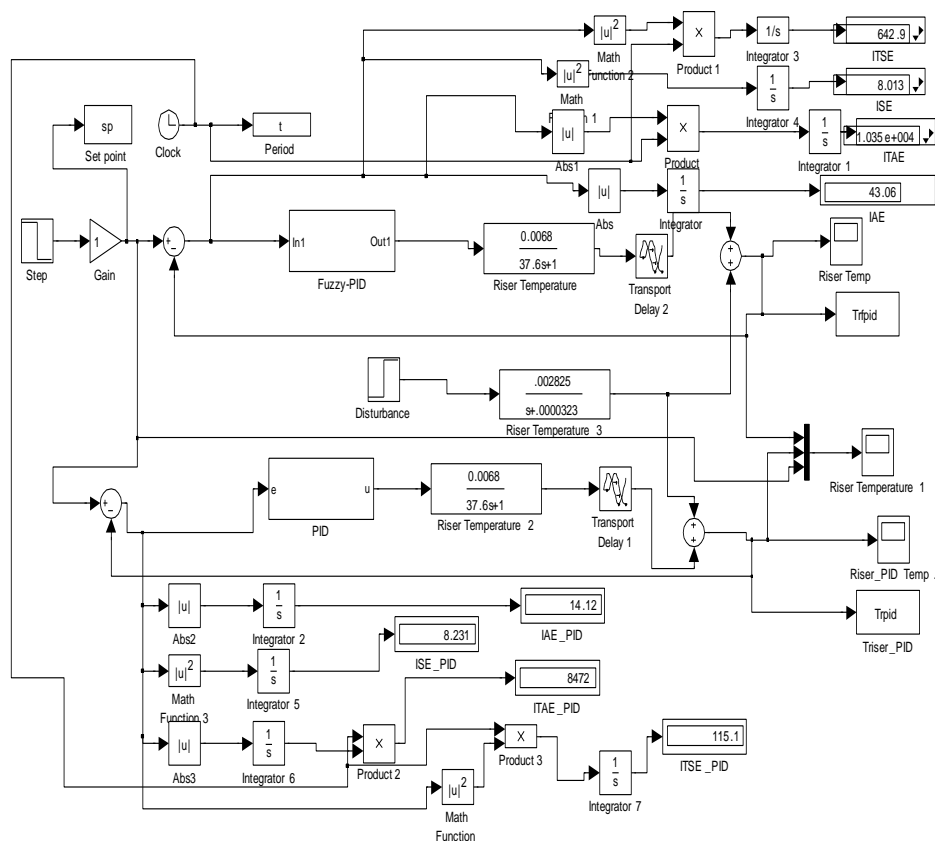 |u|²
Math
Function 2
X
Product 1
1/s
Integrator 3
642 .9
ITSE
|u|²
Math
1
1
s
Integrator 4
8.013
ISE
sp
Set point
Clock
t
Period
|u|
Abs1
X
Product
1
s
Integrator 1
1.035 e+004
ITAE
|u|
Abs
1
s
Integrator
43.06
IAE
Step
1
Gain
+
−
In1
Out1
Fuzzy-PID
0.0068
37.6s+1
Riser Temperature
Transport
Delay 2
+
+
Riser Temp
Trfpid
Disturbance
.002825
s+.0000323
Riser Temperature 3
Riser Temperature 1
+
−
e
u
PID
0.0068
37.6s+1
Riser Temperature 2
Transport
Delay 1
+
+
Riser_PID Temp .
Trpid
Triser_PID
|u|
Abs2
1
s
Integrator 2
14.12
IAE_PID
8.231
ISE _PID
|u|²
Math
Function 3
1
s
Integrator 5
8472
ITAE_PID
|u|
Abs3
1
s
Integrator 6
X
Product 2
X
Product 3
115.1
ITSE _PID
|u|²
Math
Function
1
s
Integrator 7